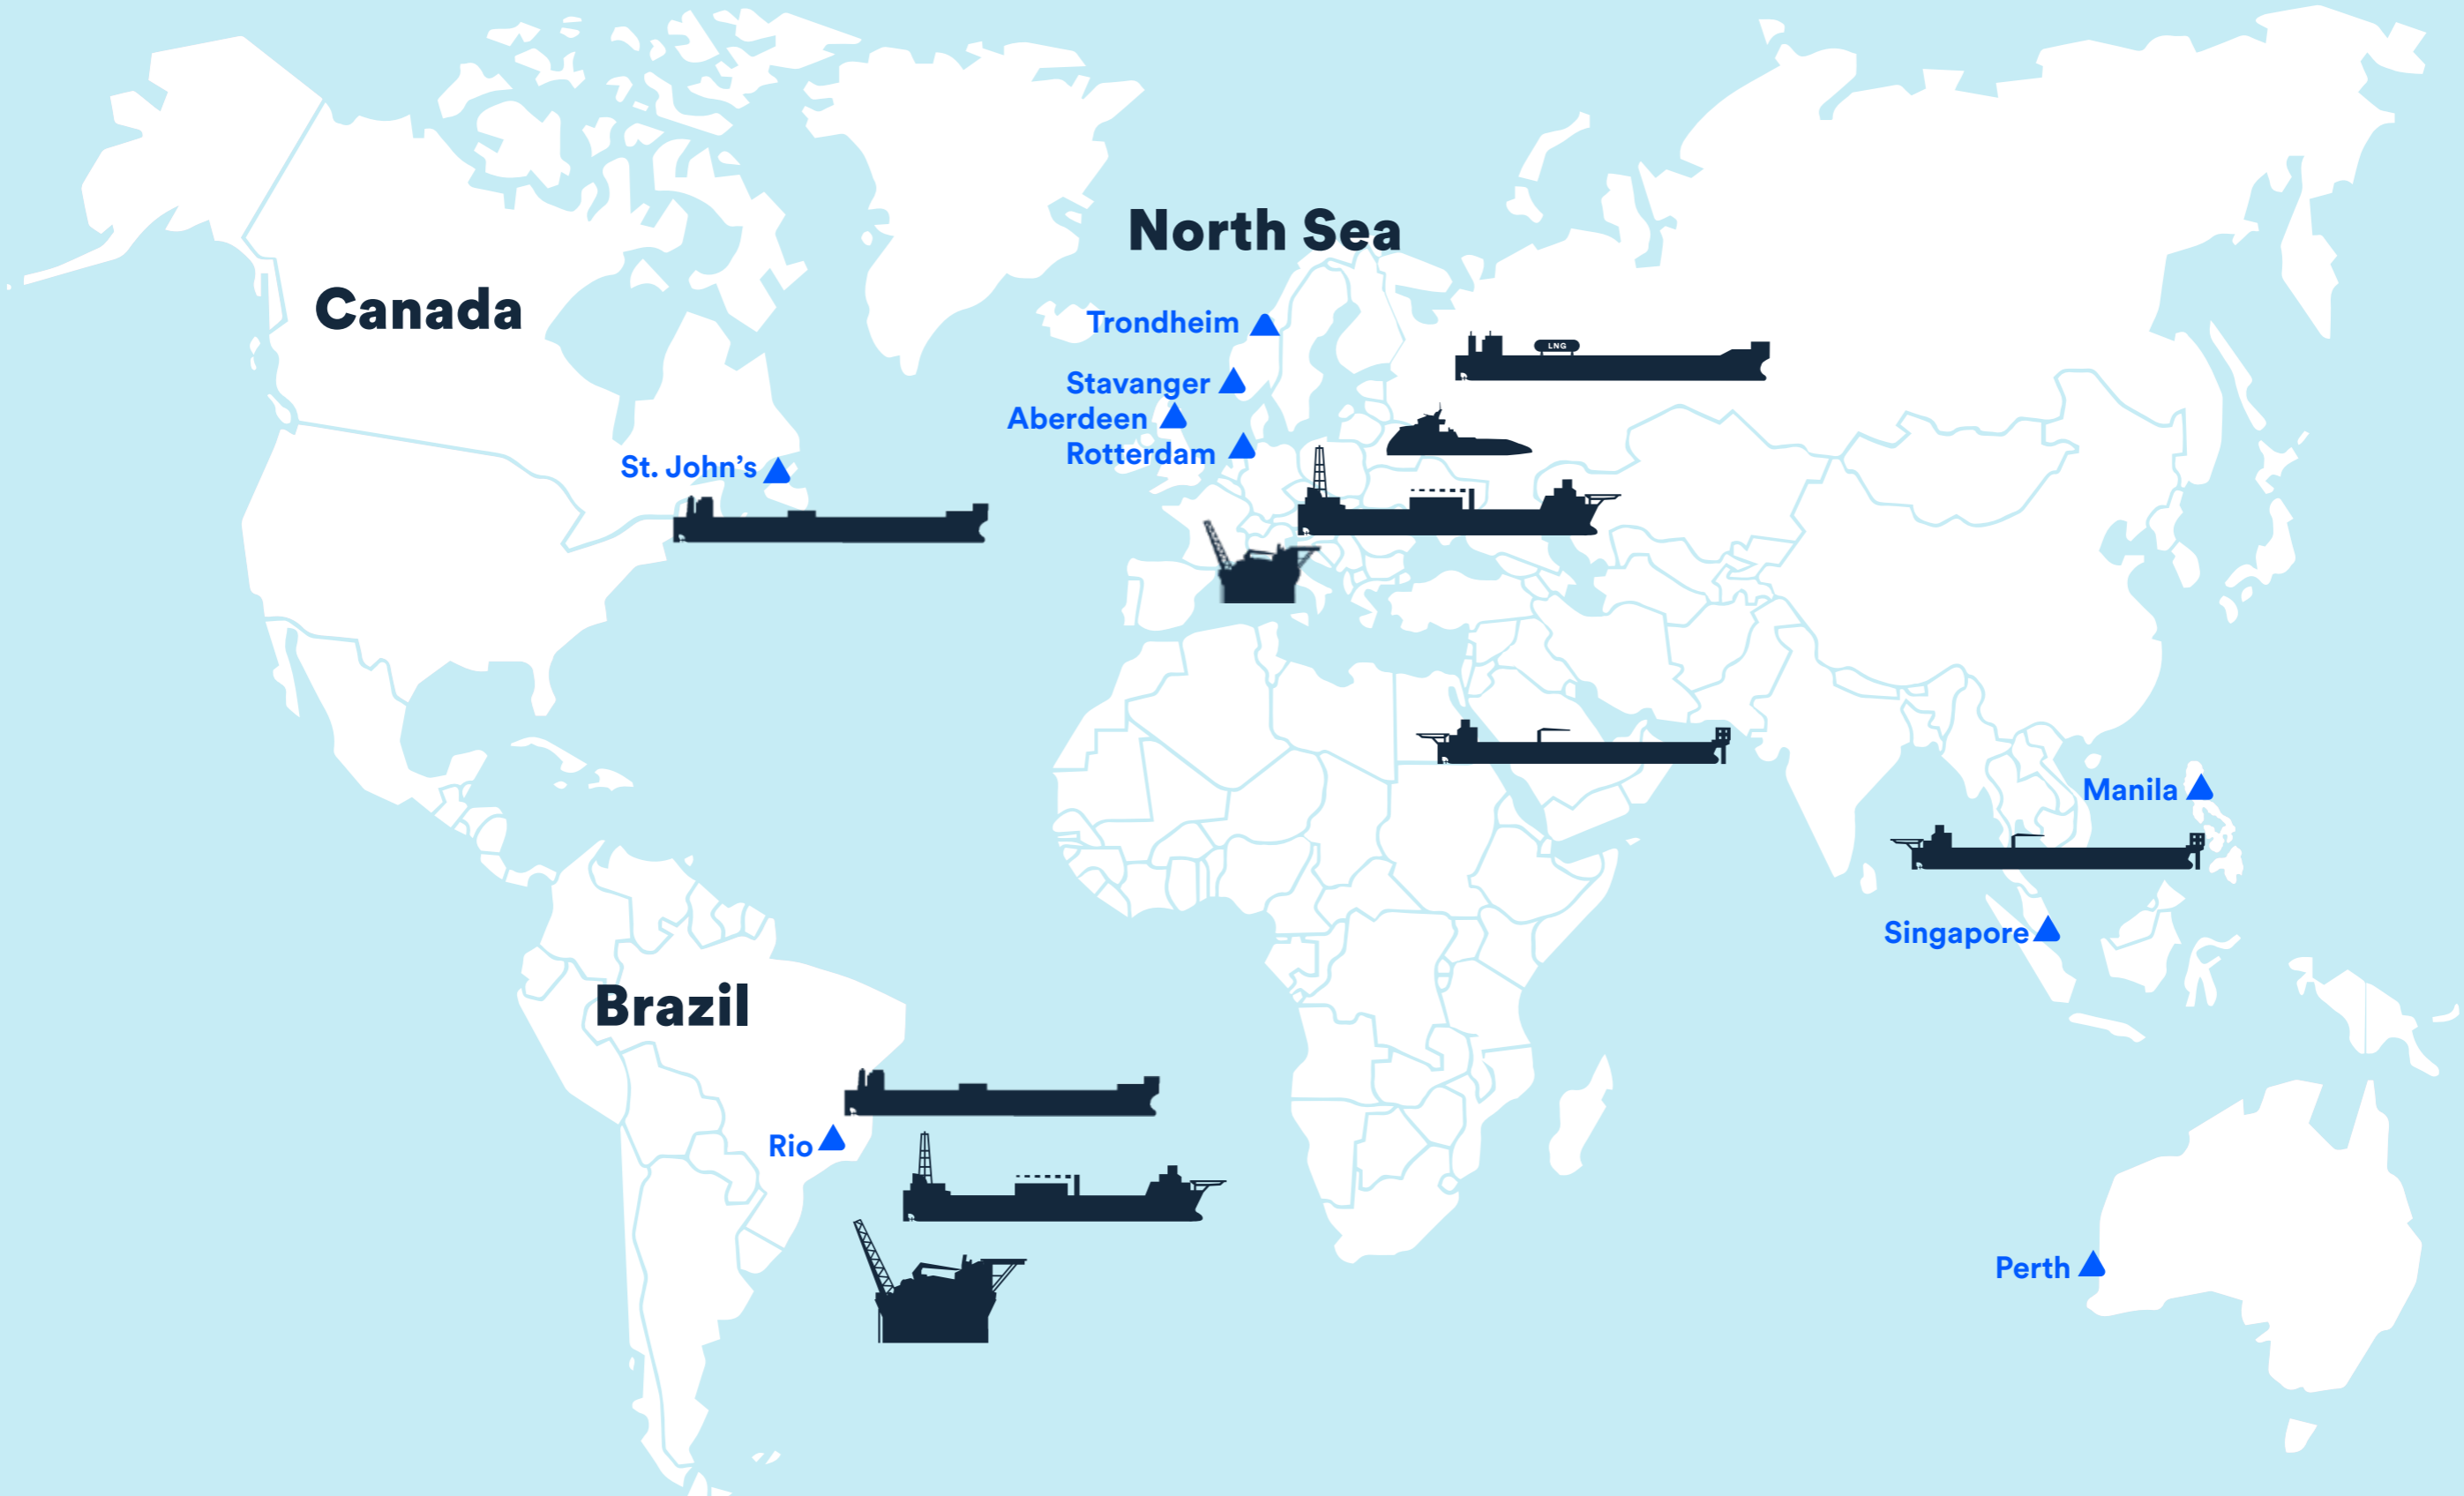 North Sea
Canada
Trondheim
LNG
Stavanger
Aberdeen
Rotterdam
St. John’s
Manila
Singapore
Brazil
Rio
Perth